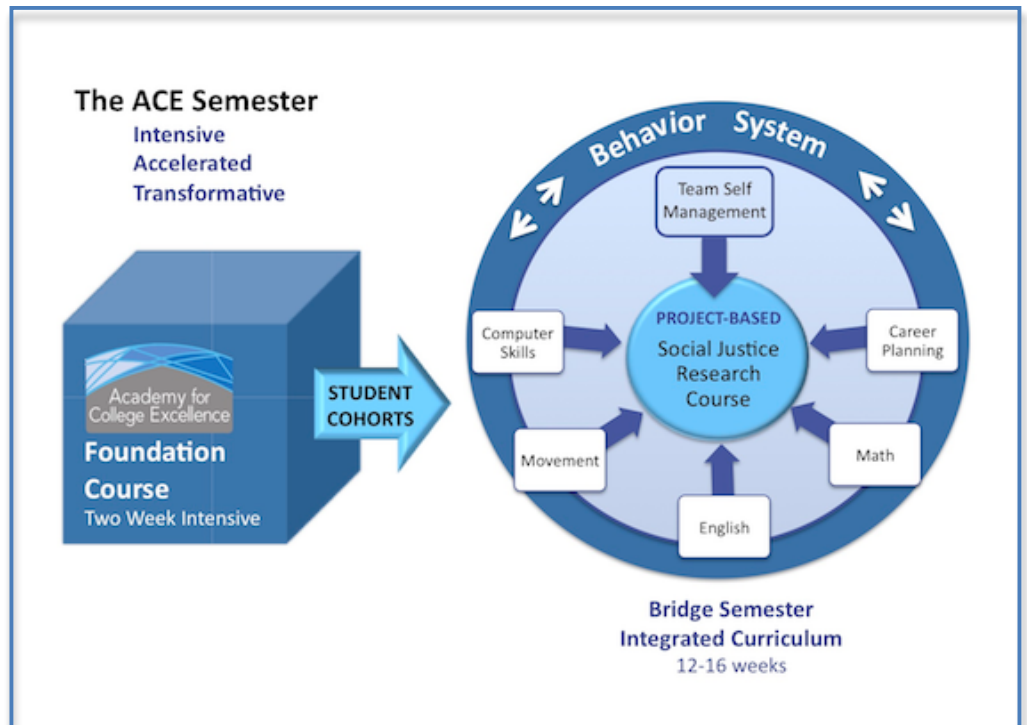 The ACE Semester
Intensive
Accelerated
Transformative
Academy for
College Excellence
Foundation
Course
Two Week Intensive
STUDENT
COHORTS
Behavior System
Team Self
Management
Computer
Skills
PROJECT-BASED
Social Justice
Research
Course
Career
Planning
Movement
Math
English
Bridge Semester
Integrated Curriculum
12-16 weeks